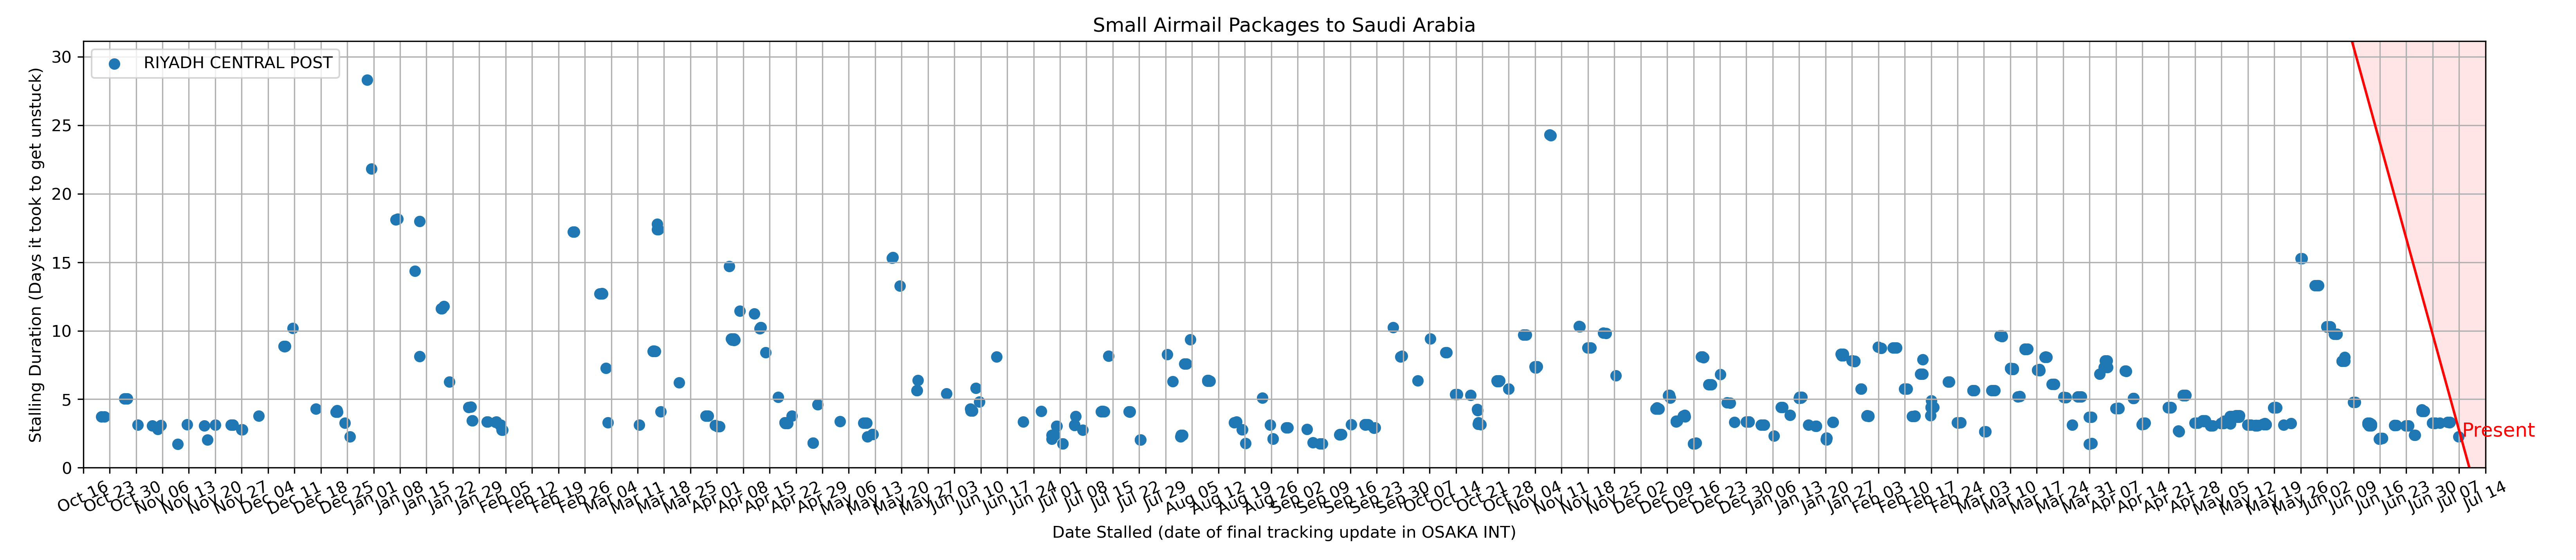 Small Airmail Packages to Saudi Arabia
RIYADH CENTRAL POST
Stalling Duration (Days it took to get unstuck)
30
25
20
15
10
5
0
Present
Oct 16
Oct 23
Oct 30
Nov 06
Nov 13
Nov 20
Nov 27
Dec 04
Dec 11
Dec 18
Dec 25
Jan 01
Jan 08
Jan 15
Jan 22
Jan 29
Feb 05
Feb 12
Feb 19
Feb 26
Mar 04
Mar 11
Mar 18
Mar 25
Apr 01
Apr 08
Apr 15
Apr 22
Apr 29
May 06
May 13
May 20
May 27
Jun 03
Jun 10
Jun 17
Jun 24
Jul 01
Jul 08
Jul 15
Jul 22
Jul 29
Aug 05
Aug 12
Aug 19
Aug 26
Sep 02
Sep 09
Sep 16
Sep 23
Sep 30
Oct 07
Oct 14
Oct 21
Oct 28
Nov 04
Nov 11
Nov 18
Nov 25
Dec 02
Dec 09
Dec 16
Dec 23
Dec 30
Jan 06
Jan 13
Jan 20
Jan 27
Feb 03
Feb 10
Feb 17
Feb 24
Mar 03
Mar 10
Mar 17
Mar 24
Mar 31
Apr 07
Apr 14
Apr 21
Apr 28
May 05
May 12
May 19
May 26
Jun 02
Jun 09
Jun 16
Jun 23
Jun 30
Jul 07
Jul 14
Date Stalled (date of final tracking update in OSAKA INT)